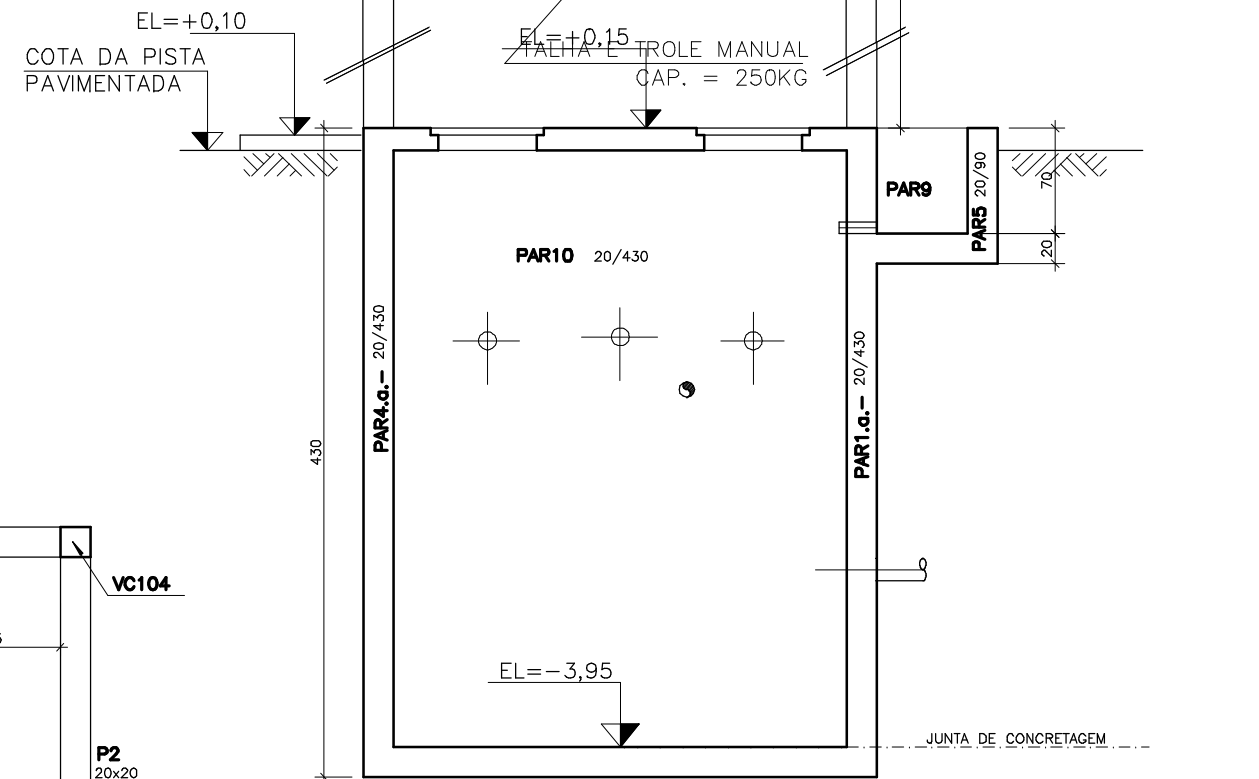 EL=+0,10
COTA DA PISTA
PAVIMENTADA
EL=+0,15
TALHA E TROLE MANUAL
CAP. = 250KG
PAR9
PAR5 20/90
70
20
PAR10 20/430
PAR4.a.- 20/430
PAR1.a.- 20/430
430
VC104
EL=-3,95
JUNTA DE CONCRETAGEM
P2
20x20